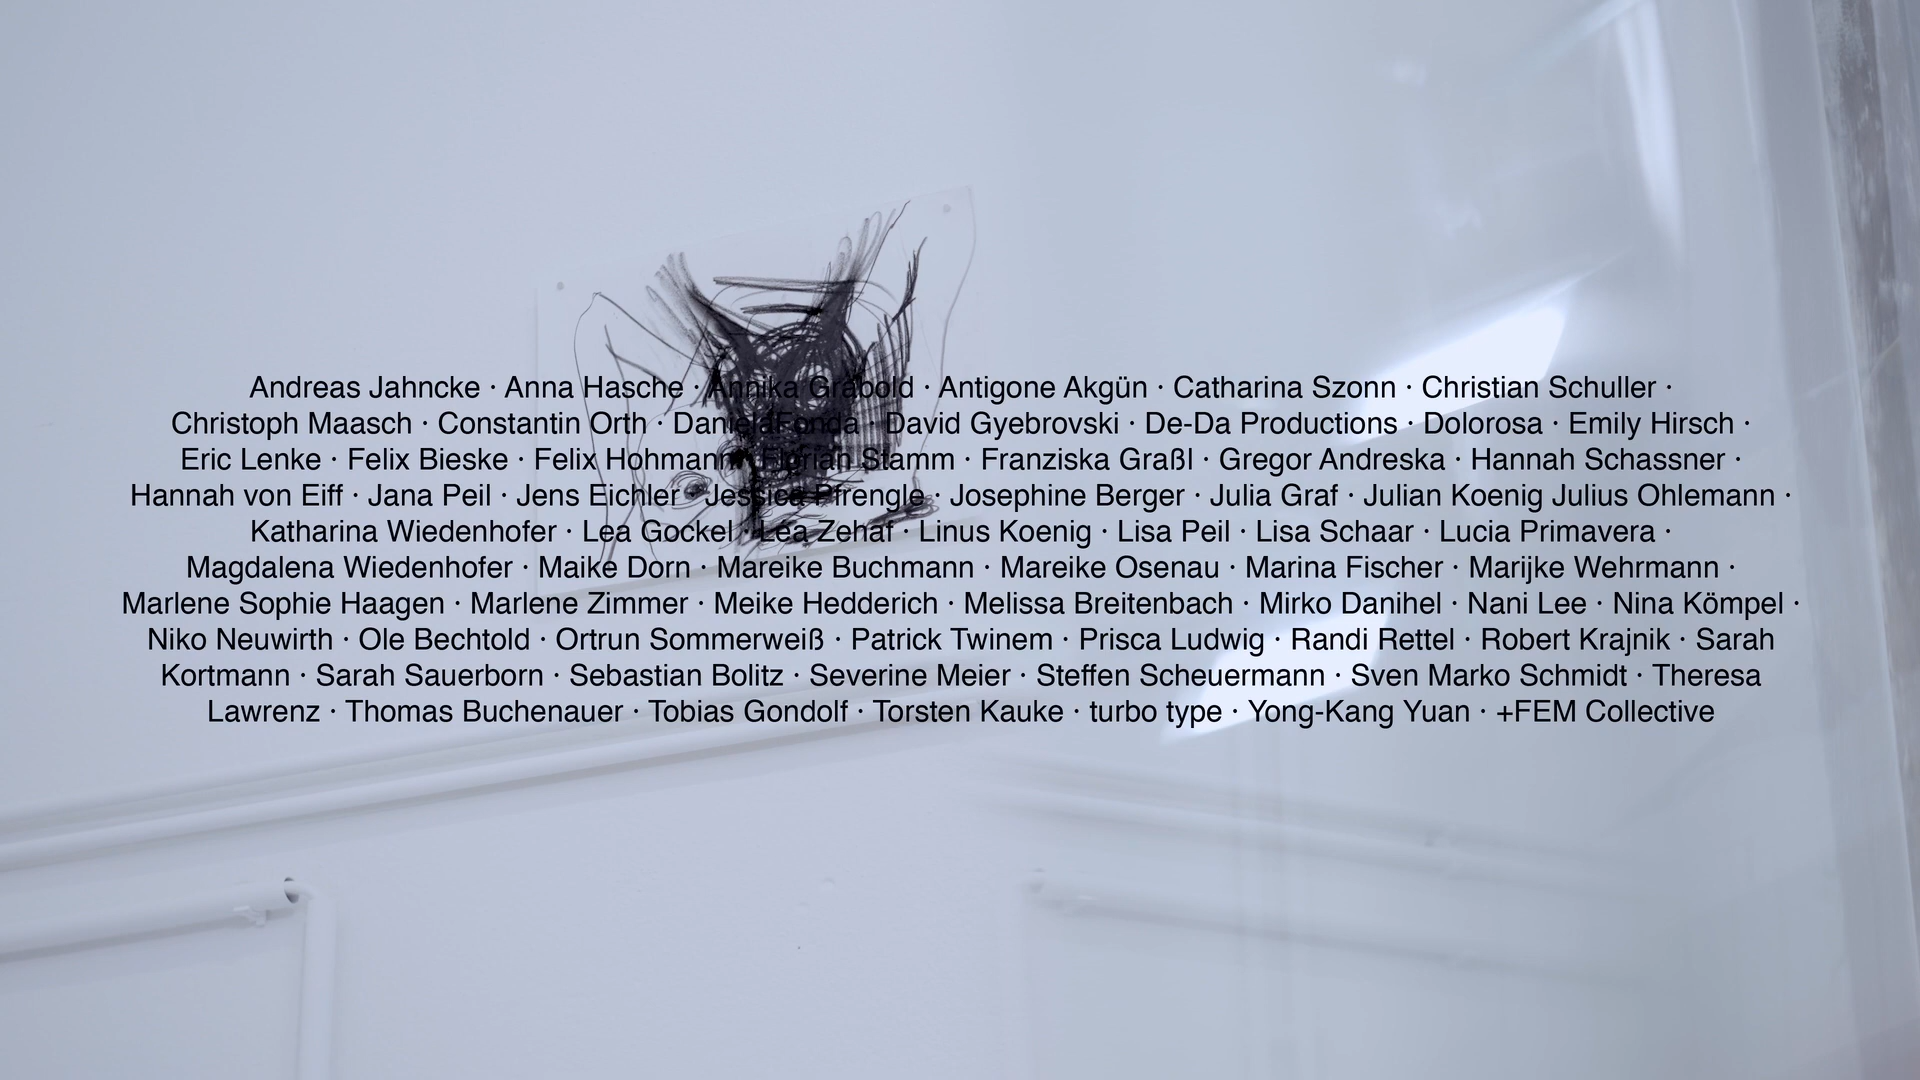 Andreas Jahncke · Anna Hasche · Annika Gräbold · Antigone Akgün · Catharina Szonn · Christian Schuller ·
Christoph Maasch · Constantin Orth · Daniela Fonda · David Gyebrovski · De-Da Productions · Dolorosa · Emily Hirsch ·
Eric Lenke · Felix Bieske · Felix Hohmann · Florian Stamm · Franziska Graßl · Gregor Andreska · Hannah Schassner ·
Hannah von Eiff · Jana Peil · Jens Eichler · Jessica Pfrengle · Josephine Berger · Julia Graf · Julian Koenig Julius Ohlemann ·
Katharina Wiedenhofer · Lea Gockel · Lea Zehaf · Linus Koenig · Lisa Peil · Lisa Schaar · Lucia Primavera ·
Magdalena Wiedenhofer · Maike Dorn · Mareike Buchmann · Mareike Osenau · Marina Fischer · Marijke Wehrmann ·
Marlene Sophie Haagen · Marlene Zimmer · Meike Hedderich · Melissa Breitenbach · Mirko Danihel · Nani Lee · Nina Kömpel ·
Niko Neuwirth · Ole Bechtold · Ortrun Sommerweiß · Patrick Twinem · Prisca Ludwig · Randi Rettel · Robert Krajnik · Sarah
Kortmann · Sarah Sauerborn · Sebastian Bolitz · Severine Meier · Steffen Scheuermann · Sven Marko Schmidt · Theresa
Lawrenz · Thomas Buchenauer · Tobias Gondolf · Torsten Kauke · turbo type · Yong-Kang Yuan · +FEM Collective